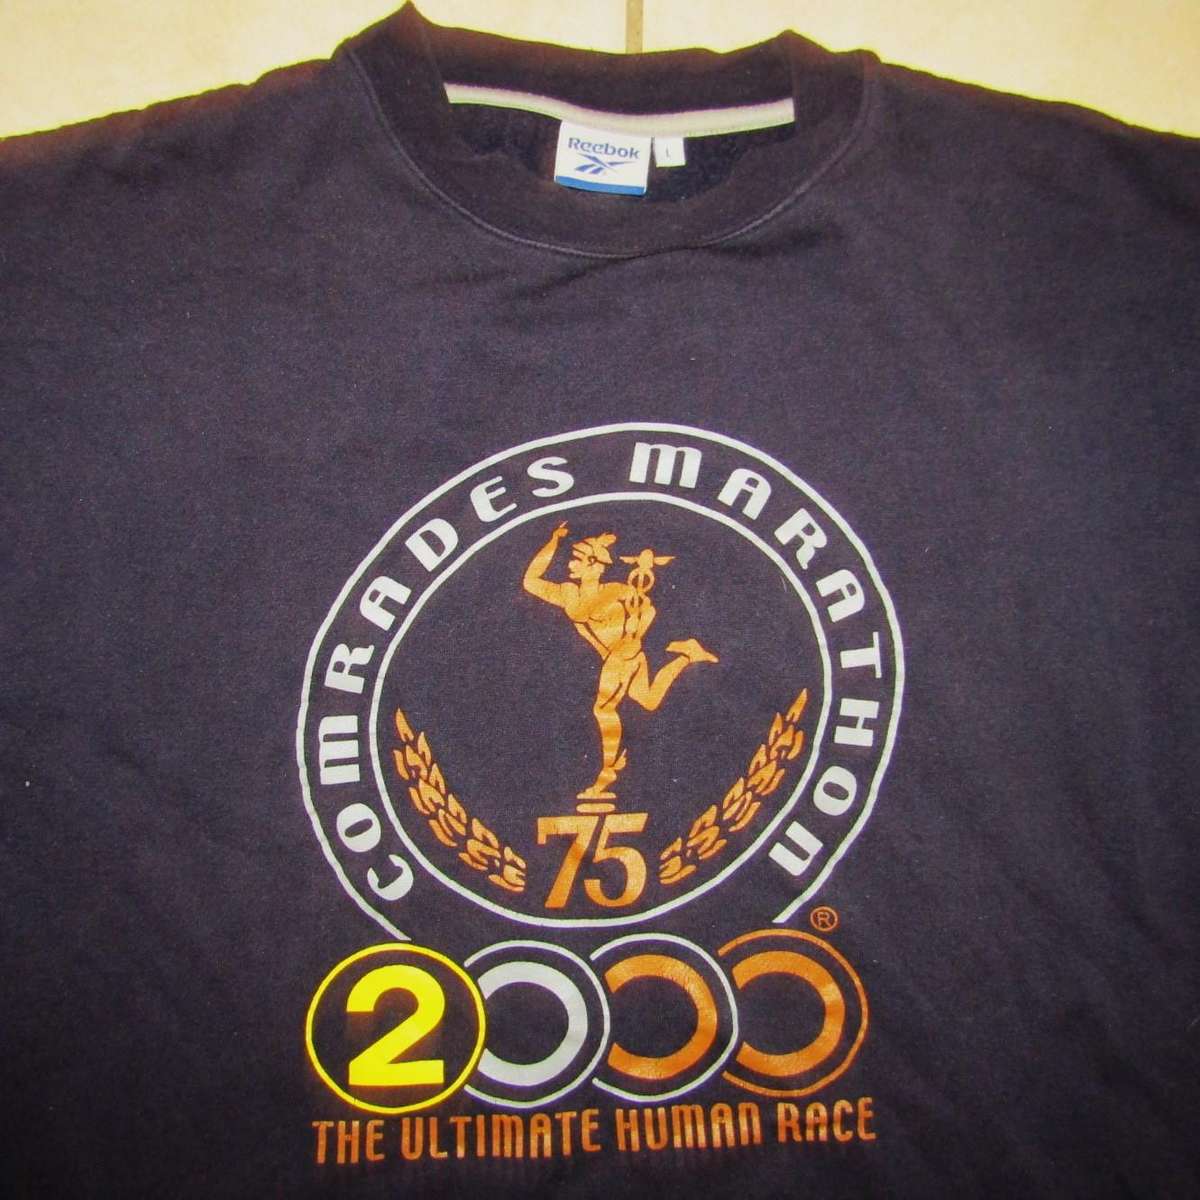 Reebok
L
COMRADES MARATHON
75
®
2000
THE ULTIMATE HUMAN RACE